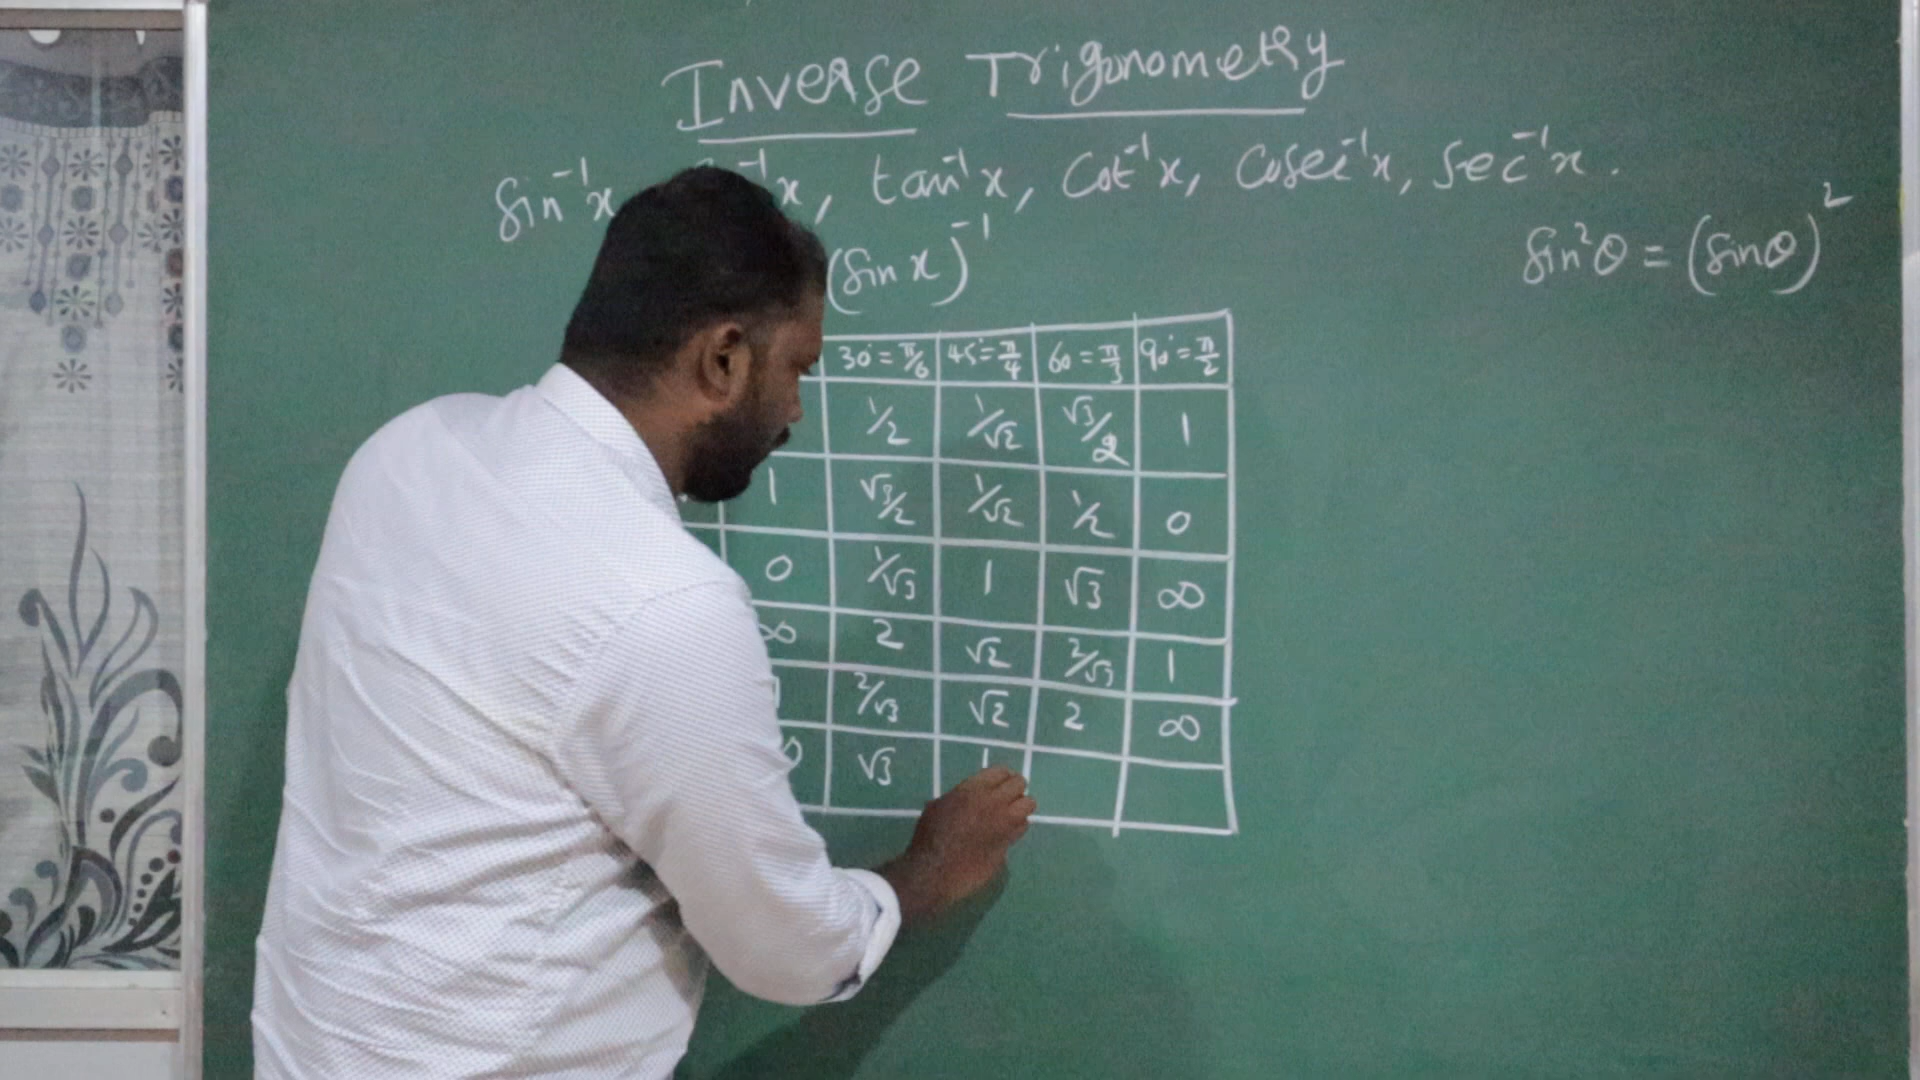 Inverse Trigonometry
sin⁻¹x, ⁻¹x, tan⁻¹x, Cot⁻¹x, Cosec⁻¹x, Sec⁻¹x.
(sin x)⁻¹
sin²θ = (sinθ)²
30° = π/6 45° = π/4 60 = π/3 90° = π/2
1/2 1/√2 √3/2 1
1 √3/2 1/√2 1/2 0
0 1/√3 1 √3 ∞
∞ 2 √2 2/√3 1
1 2/√3 √2 2 ∞
√3 1